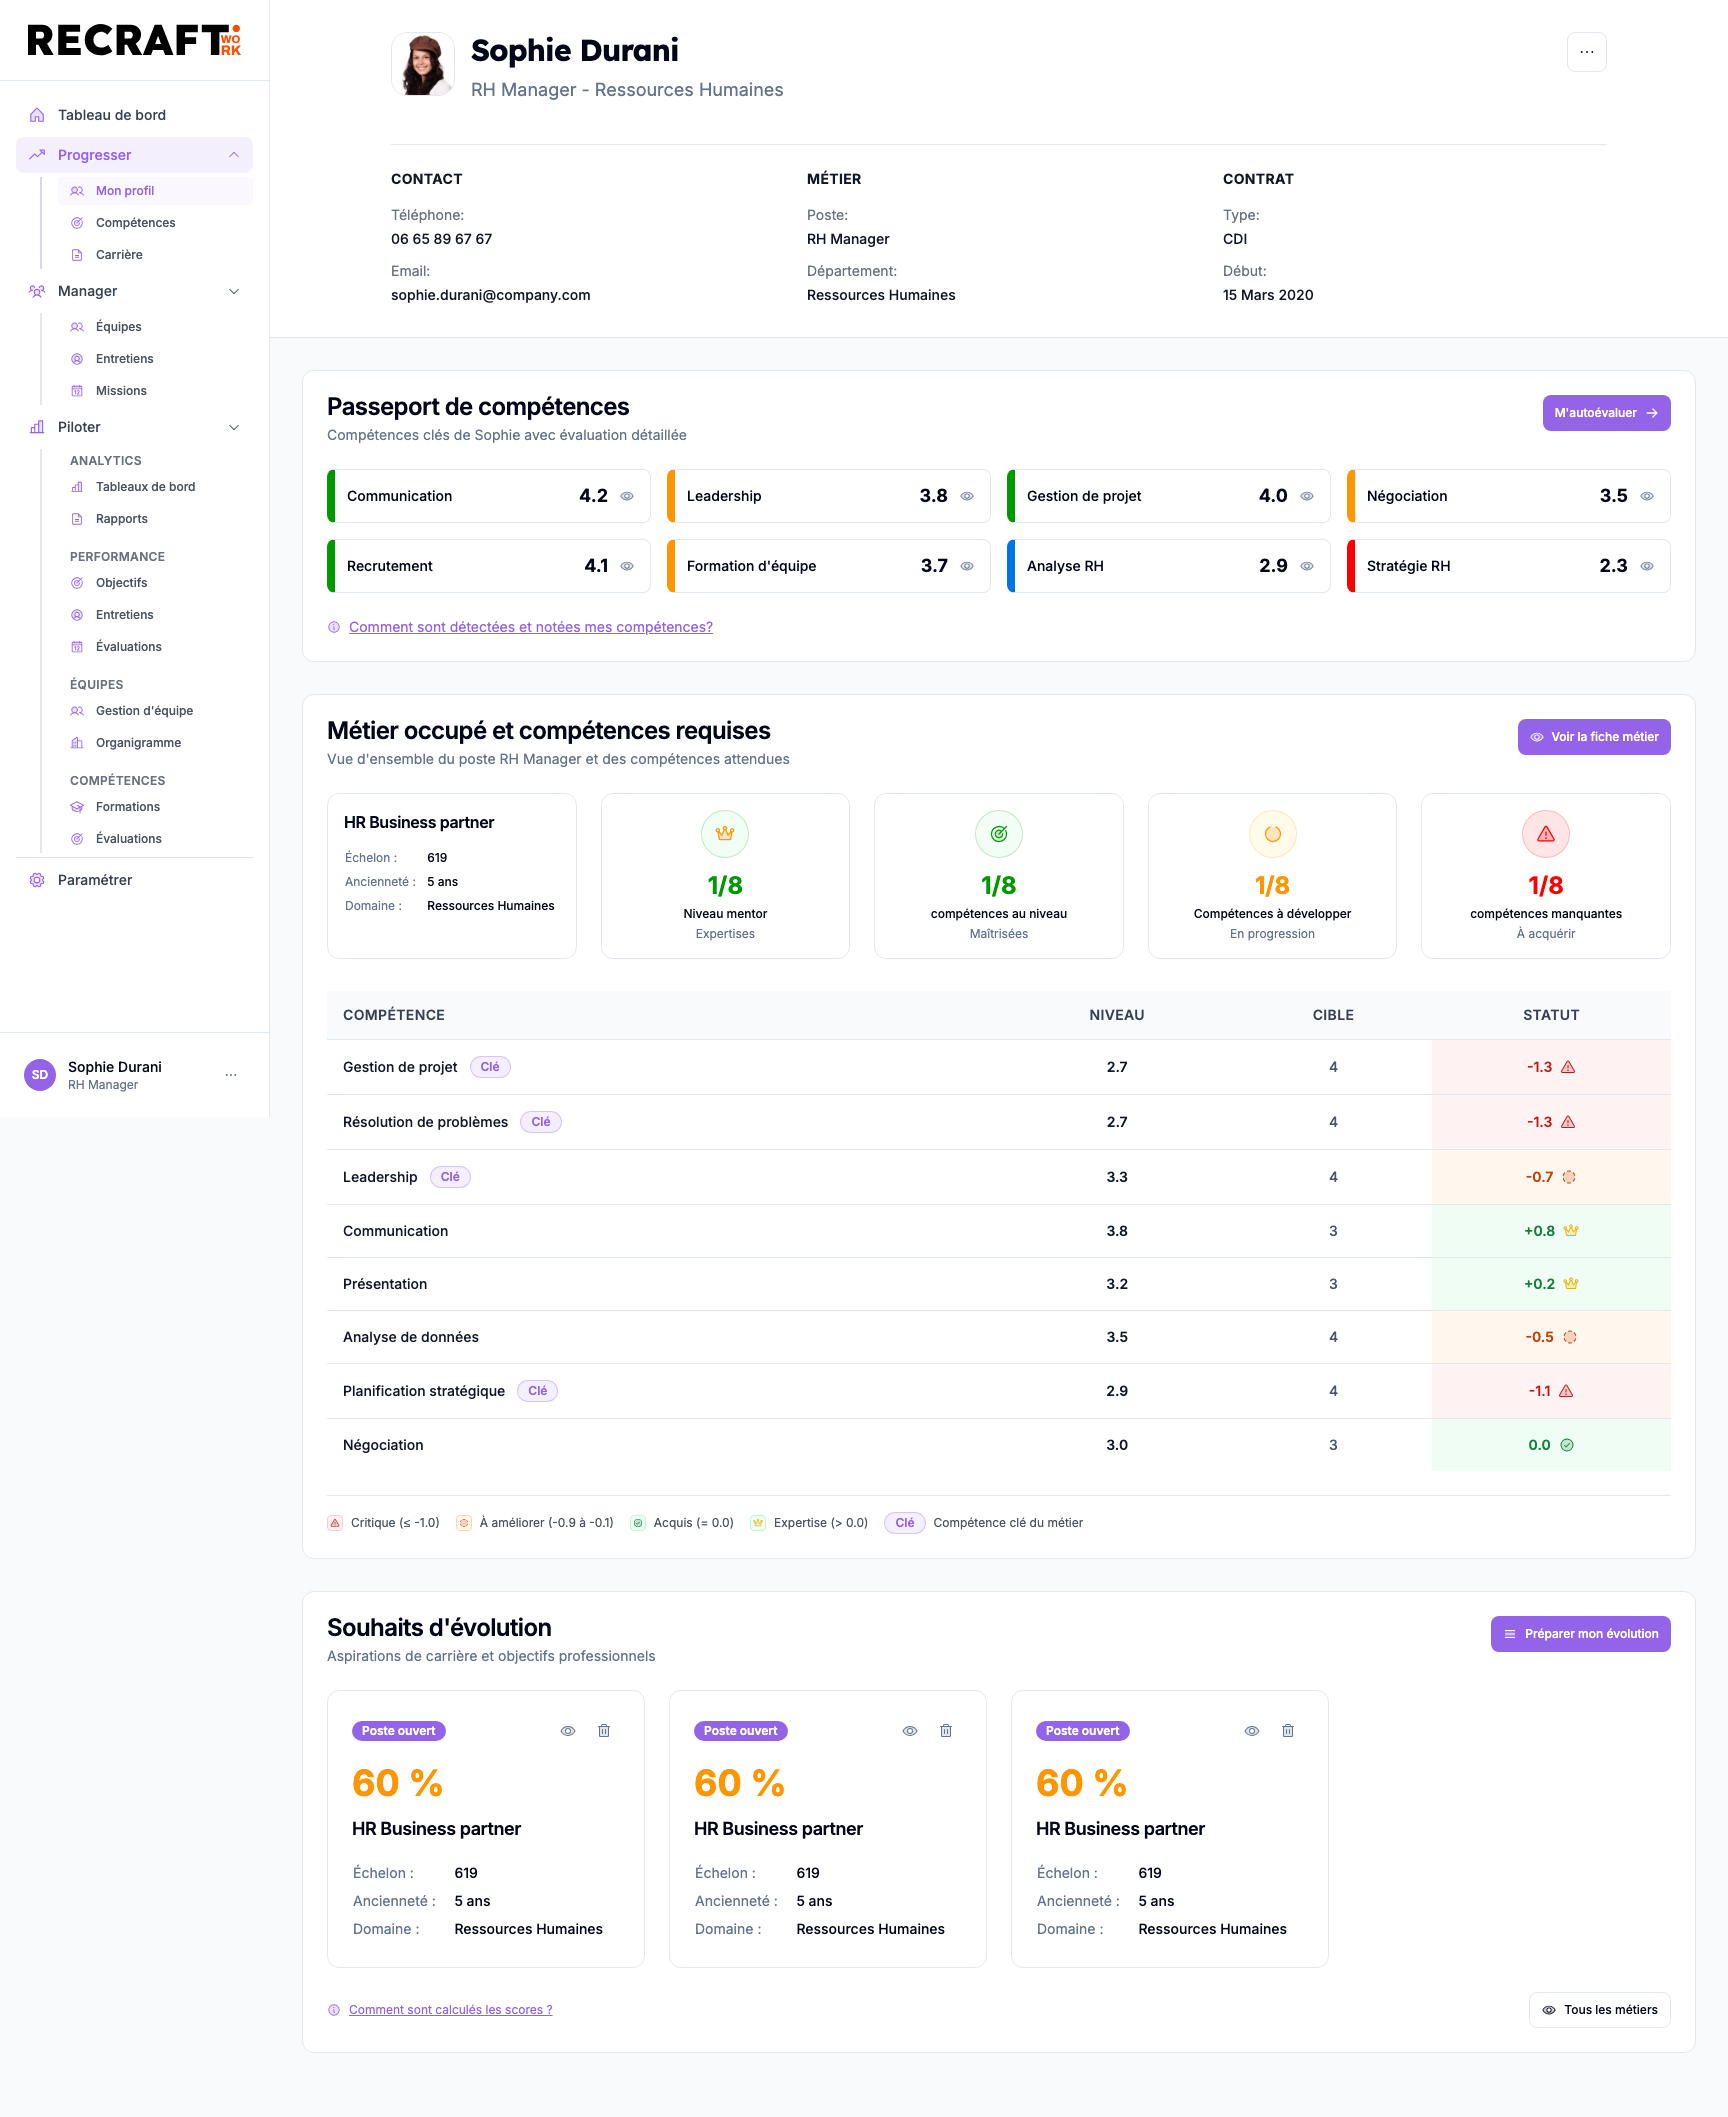 RECRAFT WORK
Tableau de bord
Progresser
Mon profil
Compétences
Carrière
Manager
Équipes
Entretiens
Missions
Piloter
ANALYTICS
Tableaux de bord
Rapports
PERFORMANCE
Objectifs
Entretiens
Évaluations
ÉQUIPES
Gestion d'équipe
Organigramme
COMPÉTENCES
Formations
Évaluations
Paramétrer
SD
Sophie Durani
RH Manager
...
Sophie Durani
RH Manager - Ressources Humaines
...
CONTACT
Téléphone:
06 65 89 67 67
Email:
sophie.durani@company.com
MÉTIER
Poste:
RH Manager
Département:
Ressources Humaines
CONTRAT
Type:
CDI
Début:
15 Mars 2020
Passeport de compétences
Compétences clés de Sophie avec évaluation détaillée
M'autoévaluer
Communication 4.2
Leadership 3.8
Gestion de projet 4.0
Négociation 3.5
Recrutement 4.1
Formation d'équipe 3.7
Analyse RH 2.9
Stratégie RH 2.3
Comment sont détectées et notées mes compétences?
Métier occupé et compétences requises
Vue d'ensemble du poste RH Manager et des compétences attendues
Voir la fiche métier
HR Business partner
Échelon : 619
Ancienneté : 5 ans
Domaine : Ressources Humaines
1/8
Niveau mentor
Expertises
1/8
compétences au niveau
Maîtrisées
1/8
Compétences à développer
En progression
1/8
compétences manquantes
À acquérir
COMPÉTENCE NIVEAU CIBLE STATUT
Gestion de projet Clé 2.7 4 -1.3
Résolution de problèmes Clé 2.7 4 -1.3
Leadership Clé 3.3 4 -0.7
Communication 3.8 3 +0.8
Présentation 3.2 3 +0.2
Analyse de données 3.5 4 -0.5
Planification stratégique Clé 2.9 4 -1.1
Négociation 3.0 3 0.0
Critique (≤ -1.0) À améliorer (-0.9 à -0.1) Acquis (= 0.0) Expertise (> 0.0) Clé Compétence clé du métier
Souhaits d'évolution
Aspirations de carrière et objectifs professionnels
Préparer mon évolution
Poste ouvert
60 %
HR Business partner
Échelon : 619
Ancienneté : 5 ans
Domaine : Ressources Humaines
Poste ouvert
60 %
HR Business partner
Échelon : 619
Ancienneté : 5 ans
Domaine : Ressources Humaines
Poste ouvert
60 %
HR Business partner
Échelon : 619
Ancienneté : 5 ans
Domaine : Ressources Humaines
Comment sont calculés les scores ?
Tous les métiers